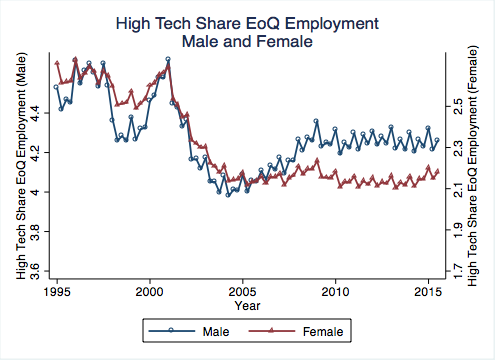 High Tech Share EoQ Employment
Male and Female
High Tech Share EoQ Employment (Male)
4.4
4.2
4
3.8
3.6
High Tech Share EoQ Employment (Female)
2.5
2.3
2.1
1.9
1.7
1995
2000
2005
2010
2015
Year
Male
Female